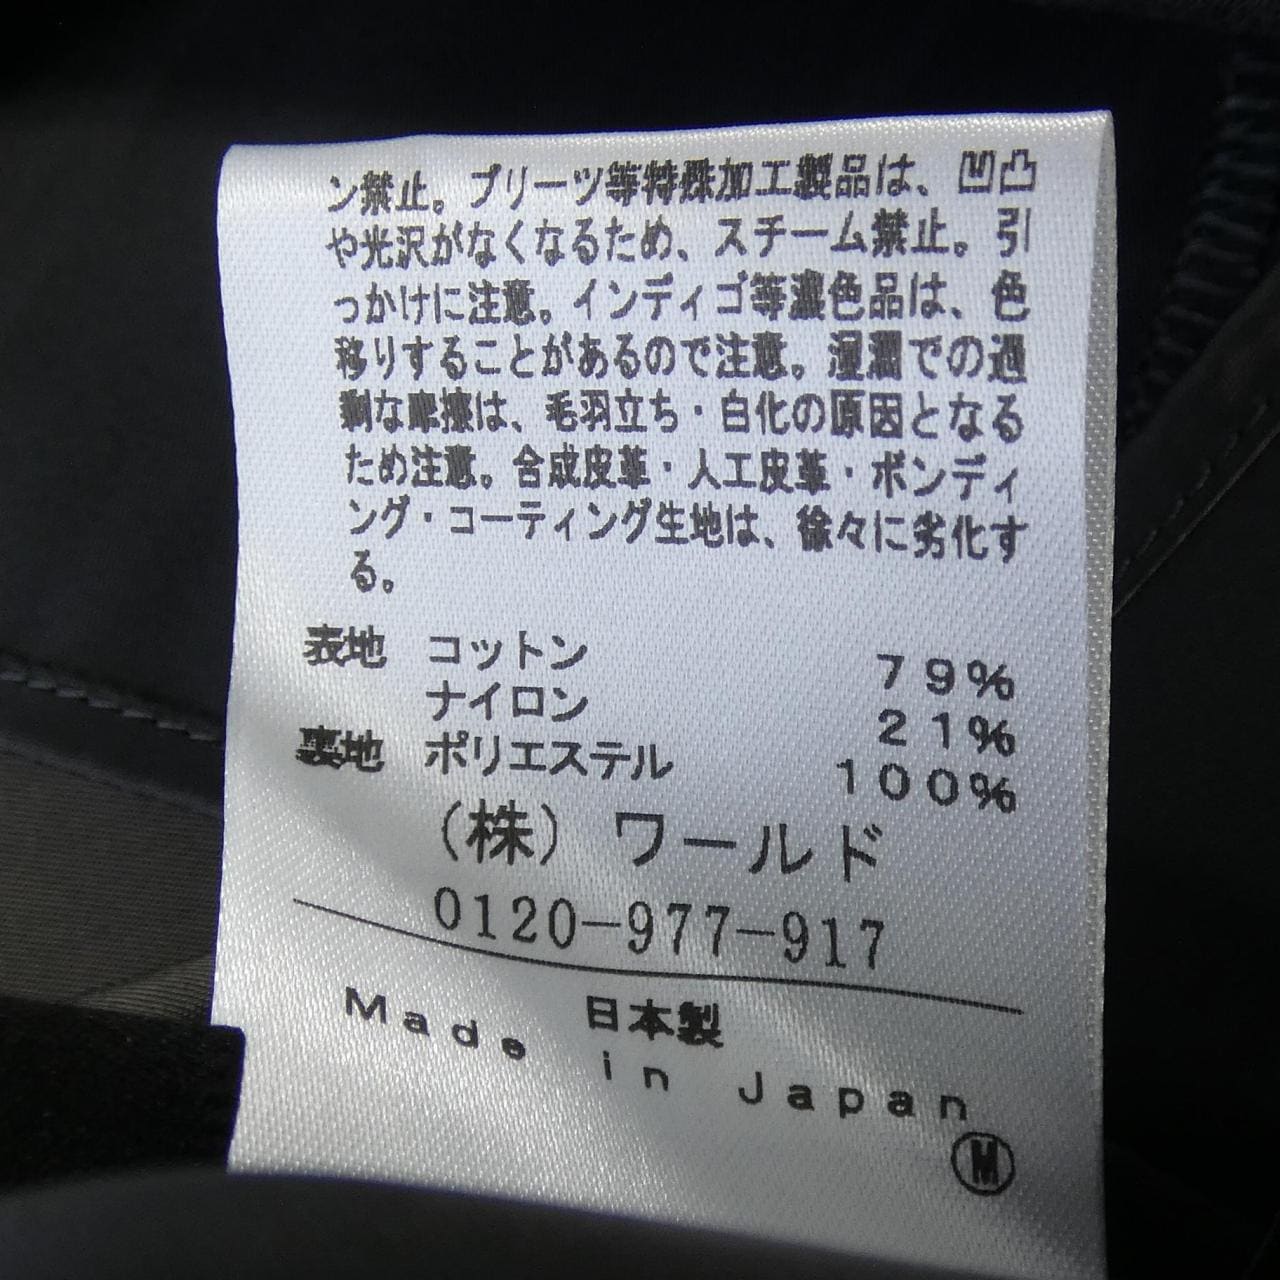 ン禁止。プリーツ等特殊加工製品は、凹凸
や光沢がなくなるため、スチーム禁止。引
っかけに注意。インディゴ等濃色品は、色
移りすることがあるので注意。湿潤での過
剰な摩擦は、毛羽立ち・白化の原因となる
ため注意。合成皮革・人工皮革・ボンディ
ング・コーティング生地は、徐々に劣化す
る。
表地 コットン 79%
ナイロン 21%
裏地 ポリエステル 100%
(株) ワールド
0120-977-917
日本製
Made in Japan
Ⓜ